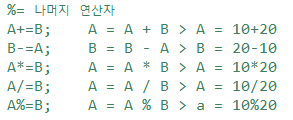 %= 나머지 연산자
A+=B;    A = A + B > A = 10+20
B-=A;    B = B - A > B = 20-10
A*=B;    A = A * B > A = 10*20
A/=B;    A = A / B > A = 10/20
A%=B;    A = A % B > a = 10%20